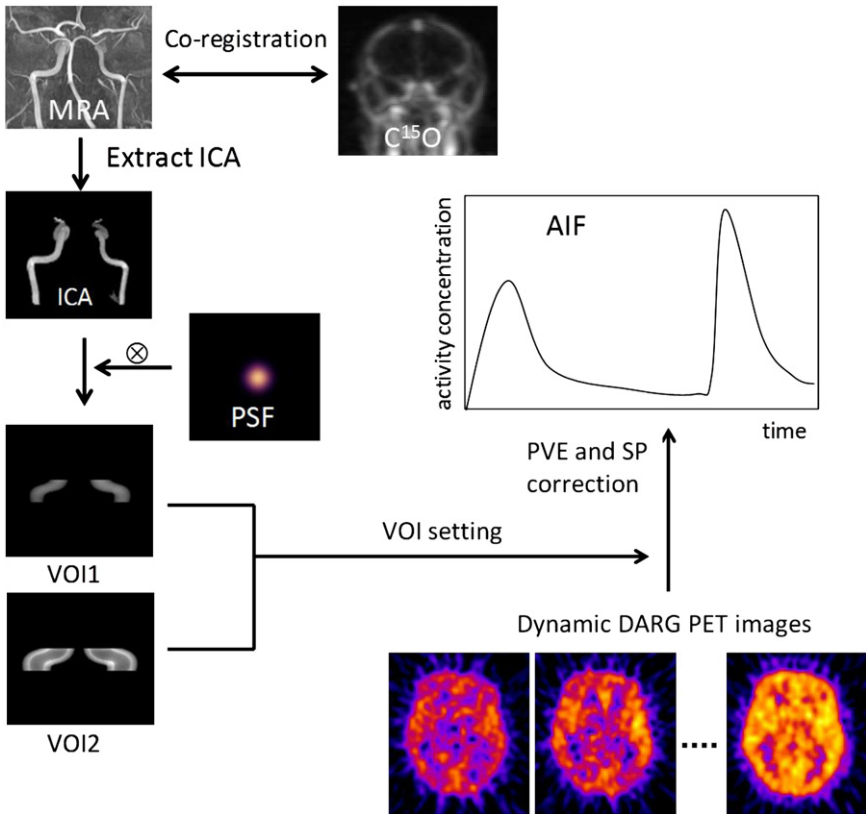 Co-registration
MRA
C¹⁵O
Extract ICA
ICA
⊗
PSF
AIF
activity concentration
time
PVE and SP
correction
VOI1
VOI setting
VOI2
Dynamic DARG PET images
....